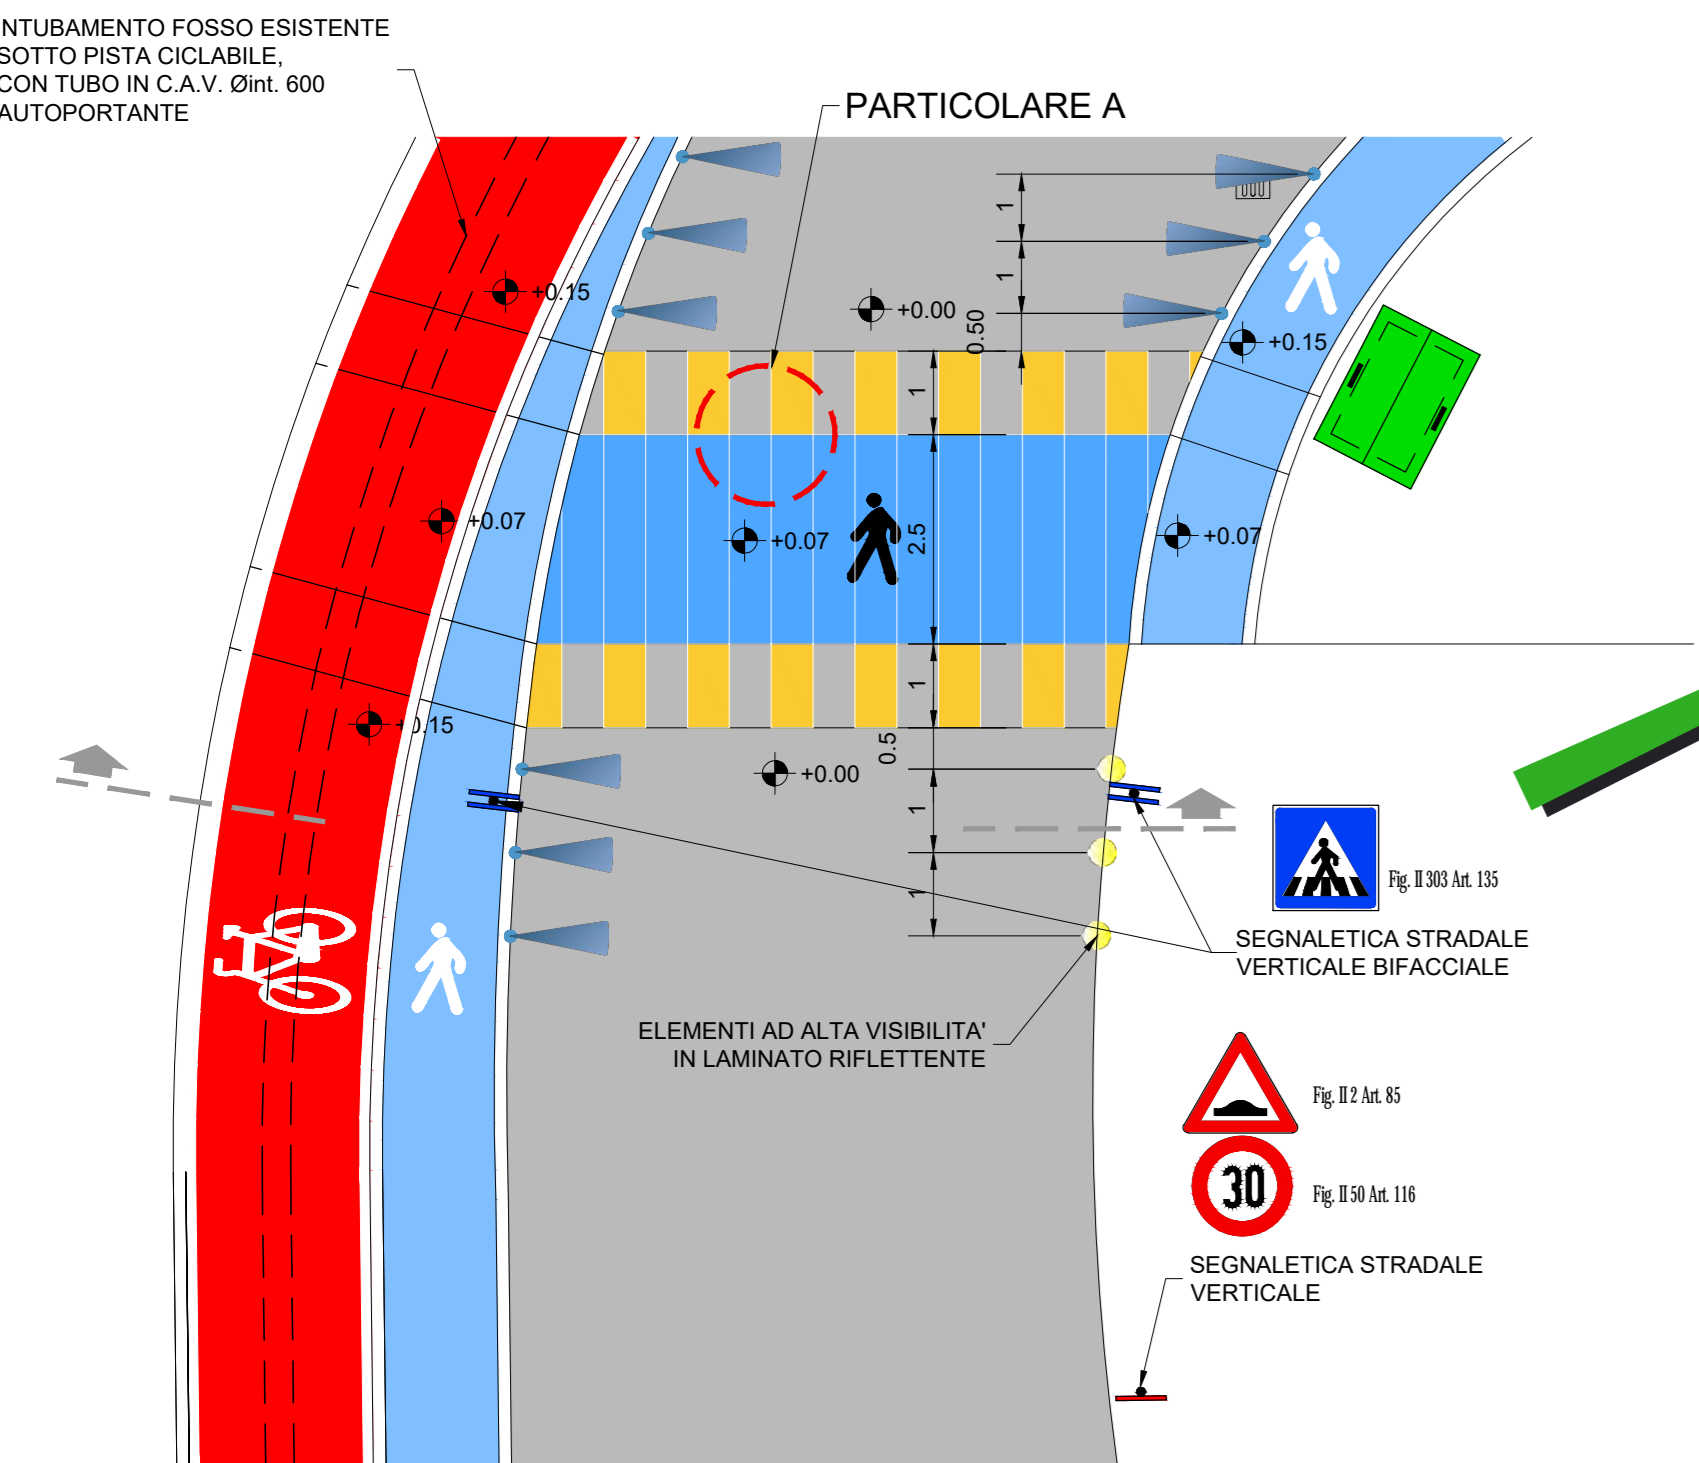 INTUBAMENTO FOSSO ESISTENTE
SOTTO PISTA CICLABILE,
CON TUBO IN C.A.V. Øint. 600
AUTOPORTANTE
PARTICOLARE A
1
1
0.50
+0.15
+0.00
+0.15
1
+0.07
+0.07
2.5
+0.07
1
+0.15
0.5
+0.00
1
1
Fig. II 303 Art. 135
SEGNALETICA STRADALE
VERTICALE BIFACCIALE
ELEMENTI AD ALTA VISIBILITA'
IN LAMINATO RIFLETTENTE
Fig. II 2 Art. 85
30
Fig. II 50 Art. 116
SEGNALETICA STRADALE
VERTICALE